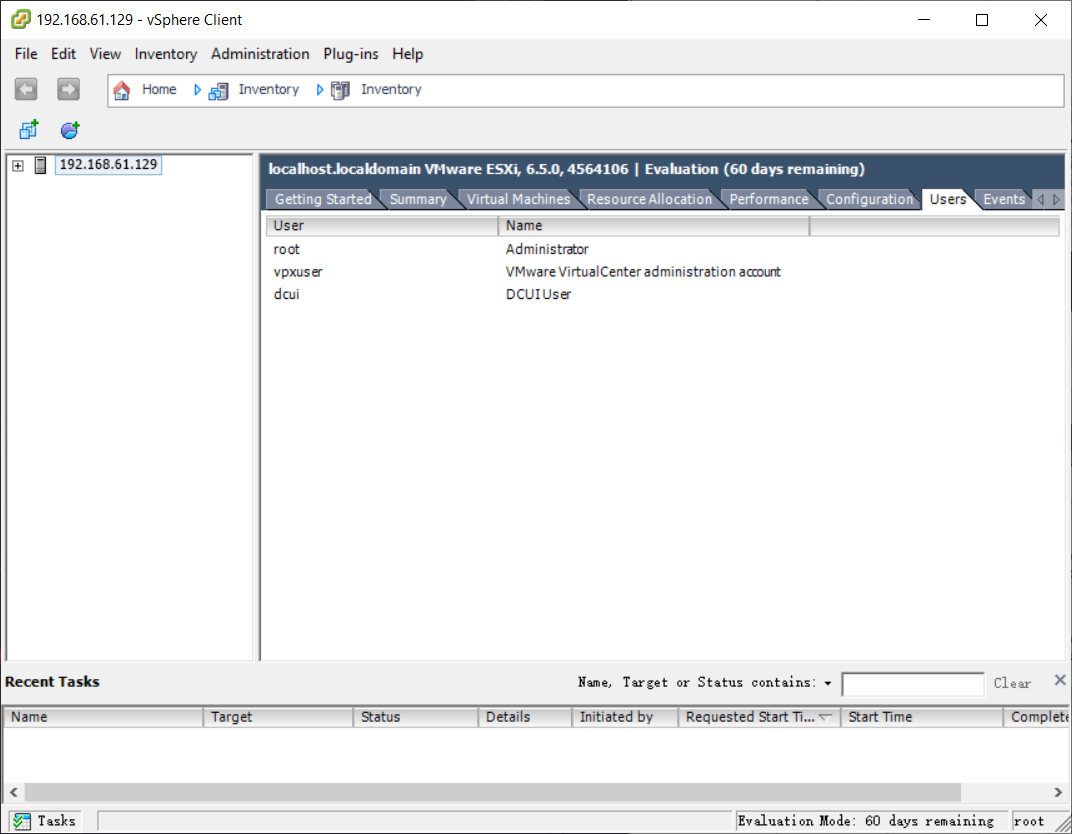 192.168.61.129 - vSphere Client
File Edit View Inventory Administration Plug-ins Help
Home Inventory Inventory
192.168.61.129
localhost.localdomain VMware ESXi, 6.5.0, 4564106 | Evaluation (60 days remaining)
Getting Started Summary Virtual Machines Resource Allocation Performance Configuration Users Events
User Name
root Administrator
vpxuser VMware VirtualCenter administration account
dcui DCUI User
Recent Tasks Name, Target or Status contains: Clear
Name Target Status Details Initiated by Requested Start Ti... Start Time Complete
Tasks Evaluation Mode: 60 days remaining root